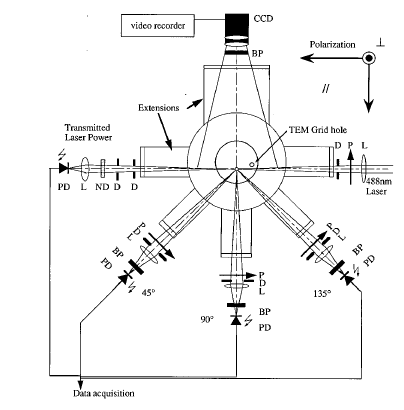 video recorder
CCD
BP
Polarization
⊥
//
Extensions
TEM Grid hole
Transmitted
Laser Power
D P L
PD L ND D D
488nm
Laser
P
D
L
BP
PD
45°
P
D
L
BP
PD
90°
P
D
L
BP
PD
135°
Data acquisition